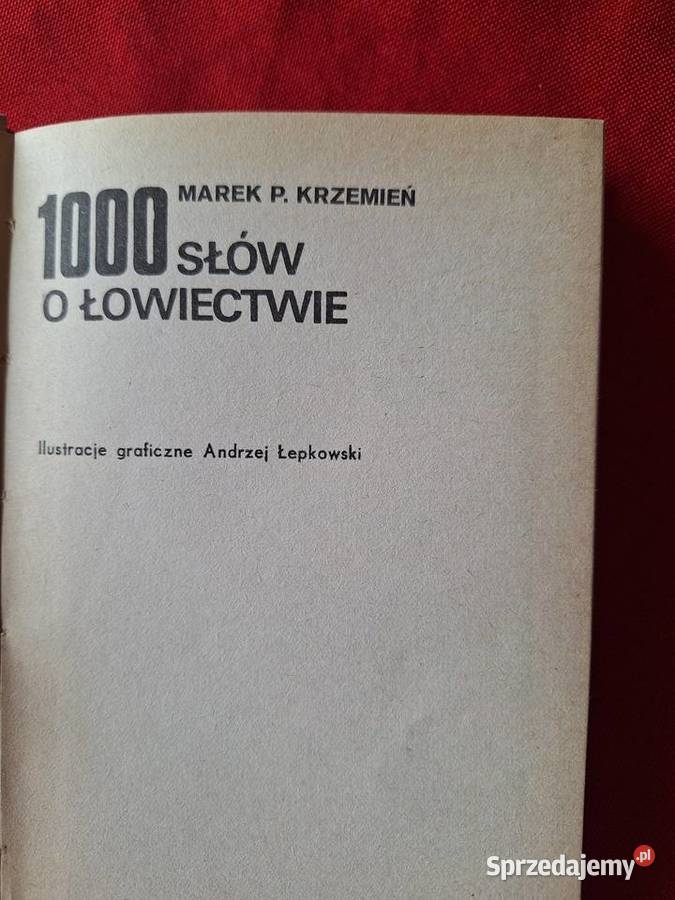 MAREK P. KRZEMIEŃ
1000 SŁÓW
O ŁOWIECTWIE
Ilustracje graficzne Andrzej Łepkowski
Sprzedajemy.pl